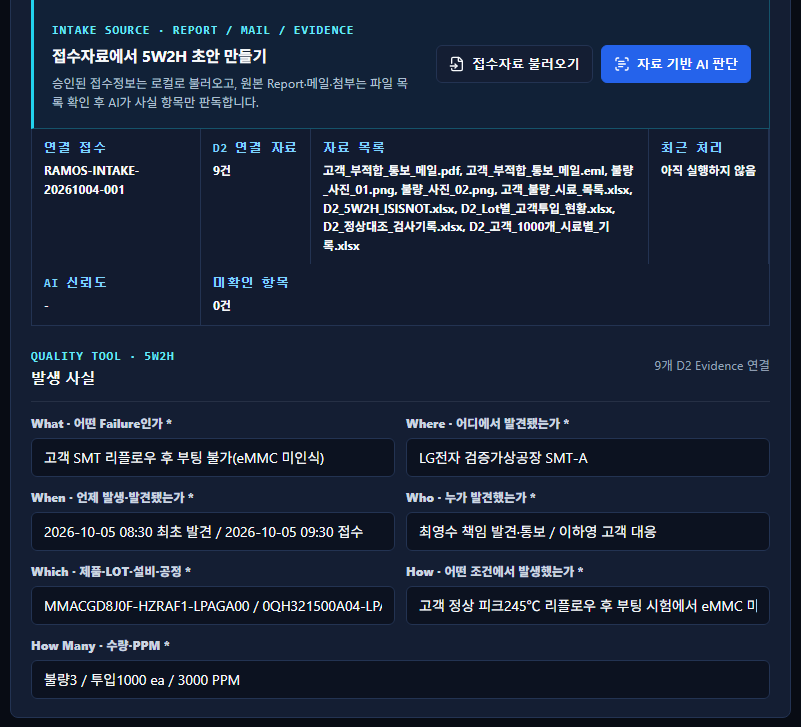 INTAKE SOURCE · REPORT / MAIL / EVIDENCE
접수자료에서 5W2H 초안 만들기
승인된 접수정보는 로컬로 불러오고, 원본 Report·메일·첨부는 파일 목
록 확인 후 AI가 사실 항목만 판독합니다.
접수자료 불러오기
자료 기반 AI 판단
연결 접수
RAMOS-INTAKE-
20261004-001
D2 연결 자료
9건
자료 목록
고객_부적합_통보_메일.pdf, 고객_부적합_통보_메일.eml, 불량
_사진_01.png, 불량_사진_02.png, 고객_불량_시료_목록.xlsx,
D2_5W2H_ISISNOT.xlsx, D2_Lot별_고객투입_현황.xlsx,
D2_정상대조_검사기록.xlsx, D2_고객_1000개_시료별_기
록.xlsx
최근 처리
아직 실행하지 않음
AI 신뢰도
-
미확인 항목
0건
QUALITY TOOL · 5W2H
발생 사실
9개 D2 Evidence 연결
What · 어떤 Failure인가 *
고객 SMT 리플로우 후 부팅 불가(eMMC 미인식)
Where · 어디에서 발견됐는가 *
LG전자 검증가상공장 SMT-A
When · 언제 발생·발견됐는가 *
2026-10-05 08:30 최초 발견 / 2026-10-05 09:30 접수
Who · 누가 발견했는가 *
최영수 책임 발견·통보 / 이하영 고객 대응
Which · 제품·LOT·설비·공정 *
MMACGD8J0F-HZRAF1-LPAGA00 / 0QH321500A04-LPA
How · 어떤 조건에서 발생했는가 *
고객 정상 피크245℃ 리플로우 후 부팅 시험에서 eMMC 미
How Many · 수량·PPM *
불량3 / 투입1000 ea / 3000 PPM